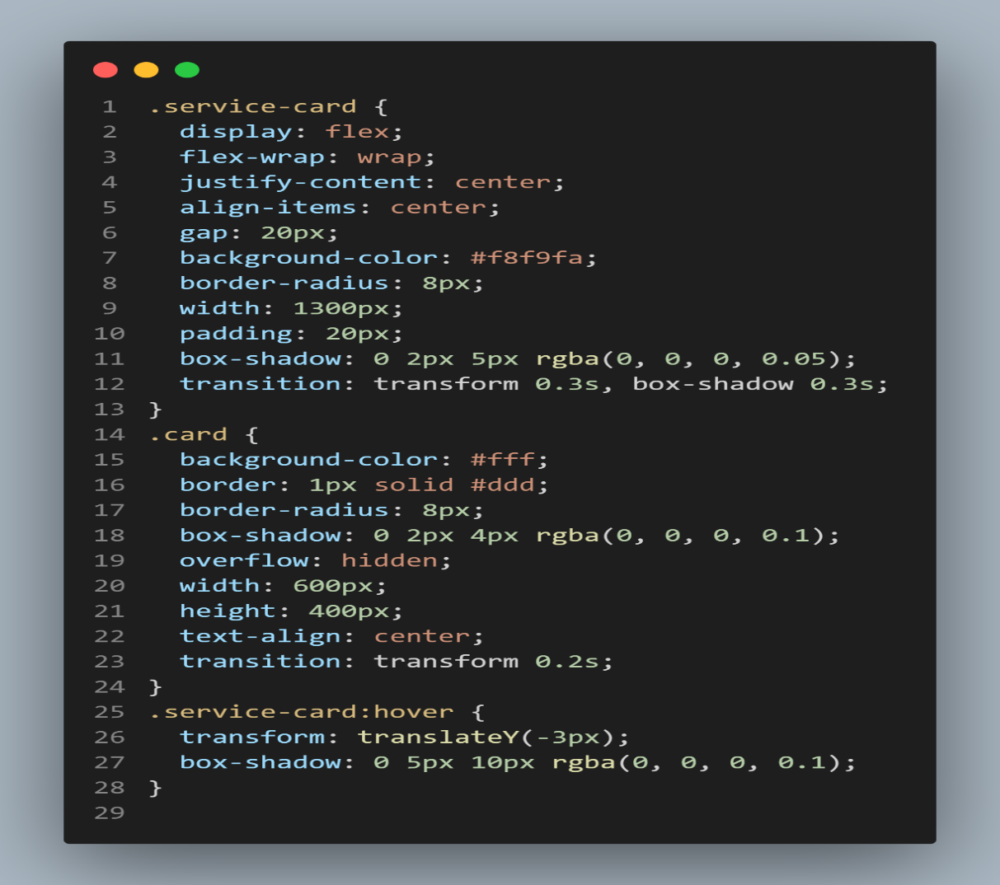 1 .service-card {
2   display: flex;
3   flex-wrap: wrap;
4   justify-content: center;
5   align-items: center;
6   gap: 20px;
7   background-color: #f8f9fa;
8   border-radius: 8px;
9   width: 1300px;
10   padding: 20px;
11   box-shadow: 0 2px 5px rgba(0, 0, 0, 0.05);
12   transition: transform 0.3s, box-shadow 0.3s;
13 }
14 .card {
15   background-color: #fff;
16   border: 1px solid #ddd;
17   border-radius: 8px;
18   box-shadow: 0 2px 4px rgba(0, 0, 0, 0.1);
19   overflow: hidden;
20   width: 600px;
21   height: 400px;
22   text-align: center;
23   transition: transform 0.2s;
24 }
25 .service-card:hover {
26   transform: translateY(-3px);
27   box-shadow: 0 5px 10px rgba(0, 0, 0, 0.1);
28 }
29